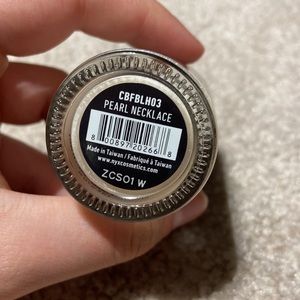 CBFBLH03
PEARL NECKLACE
8 00897 20266 8
Made in Taiwan / Fabriqué à Taiwan
www.nyxcosmetics.com
ZCS01 W